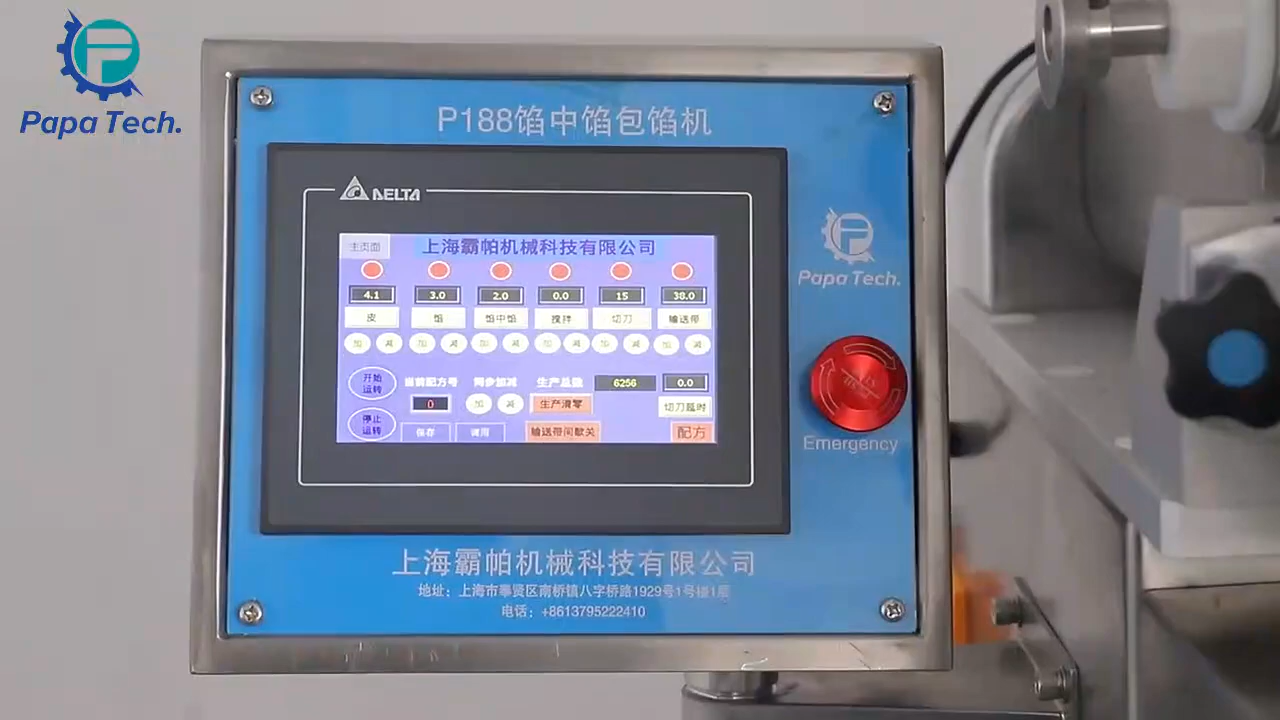 Papa Tech.
P188馅中馅包馅机
DELTA
主页面 上海霸帕机械科技有限公司
4.1 3.0 2.0 0.0 15 38.0
皮 馅 馅中馅 搅拌 切刀 输送带
加 减 加 减 加 减 加 减 加 减 加 减
开始运转 当前配方号 同步加减 生产总数 6256 0.0
0 加 减 生产清零 切刀延时
停止运转 保存 调用 输送带间歇关 配方
Papa Tech.
Emergency
上海霸帕机械科技有限公司
地址：上海市奉贤区南桥镇八字桥路1929号1号楼1层
电话：+8613795222410